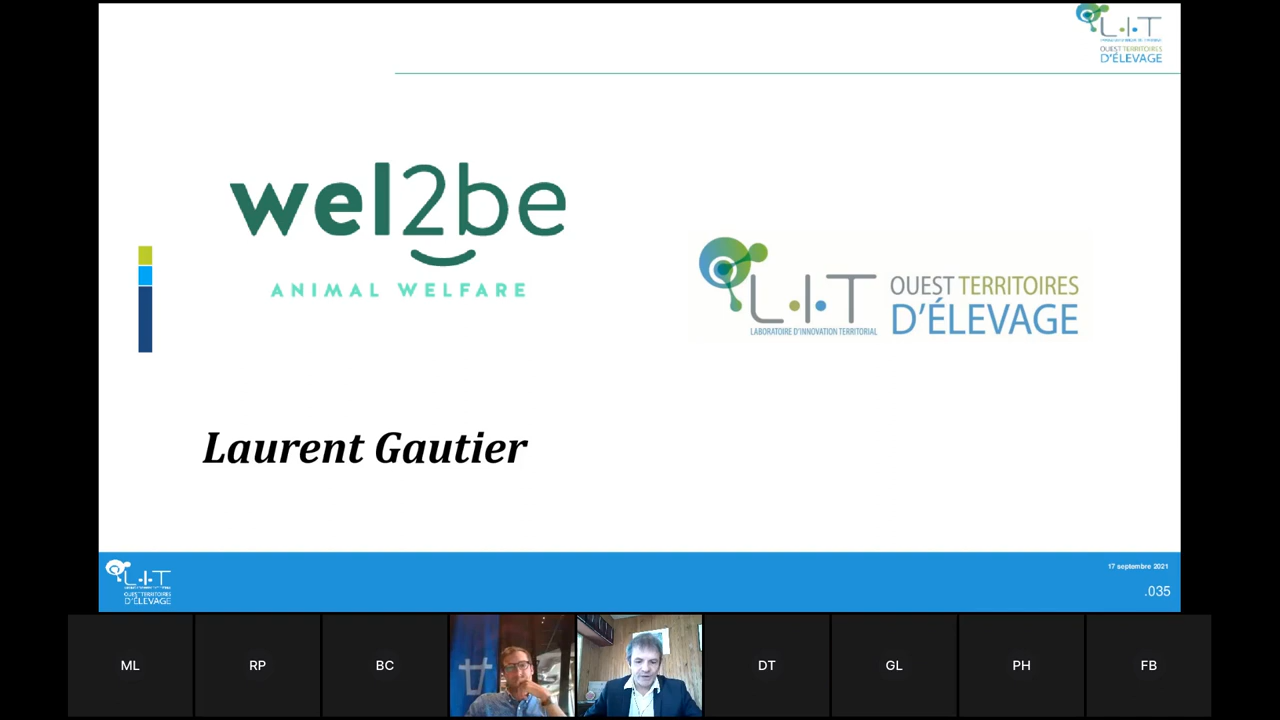 L.I.T
OUEST TERRITOIRES
D'ÉLEVAGE
wel2be
ANIMAL WELFARE
L.I.T
LABORATOIRE D'INNOVATION TERRITORIAL
OUEST TERRITOIRES
D'ÉLEVAGE
Laurent Gautier
L.I.T
OUEST TERRITOIRES
D'ÉLEVAGE
17 septembre 2021
.035
ML
RP
BC
DT
GL
PH
FB